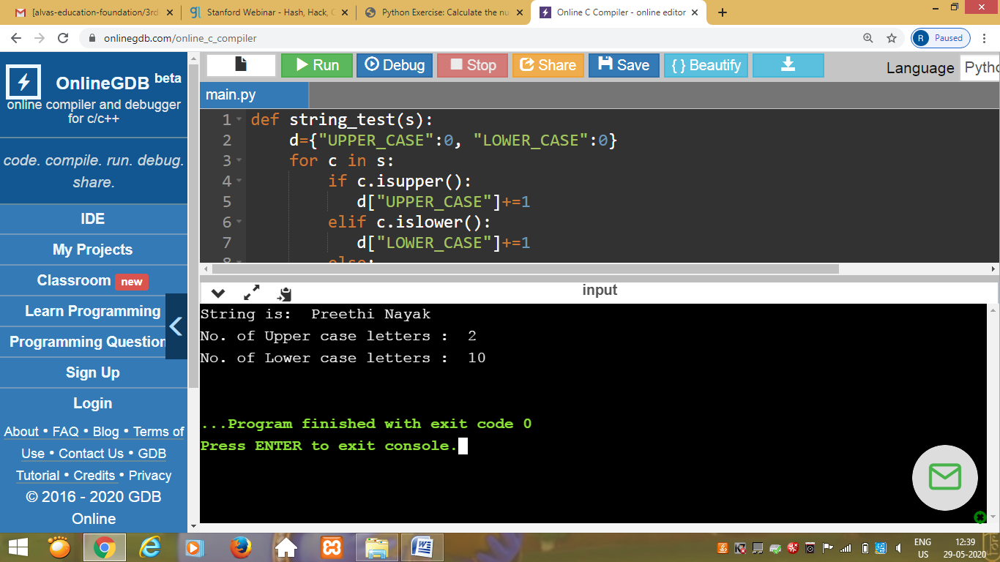 [alvas-education-foundation/3rd
Stanford Webinar - Hash, Hack, C
Python Exercise: Calculate the nu
Online C Compiler - online editor
onlinegdb.com/online_c_compiler
R Paused
OnlineGDB beta
online compiler and debugger
for c/c++
code. compile. run. debug.
share.
IDE
My Projects
Classroom new
Learn Programming
Programming Question
Sign Up
Login
About • FAQ • Blog • Terms of
Use • Contact Us • GDB
Tutorial • Credits • Privacy
© 2016 - 2020 GDB
Online
Run Debug Stop Share Save { } Beautify
Language Pytho
main.py
1 def string_test(s):
2 d={"UPPER_CASE":0, "LOWER_CASE":0}
3 for c in s:
4 if c.isupper():
5 d["UPPER_CASE"]+=1
6 elif c.islower():
7 d["LOWER_CASE"]+=1
8 else:
input
String is:  Preethi Nayak
No. of Upper case letters :  2
No. of Lower case letters :  10
...Program finished with exit code 0
Press ENTER to exit console.
ENG
US
12:39
29-05-2020